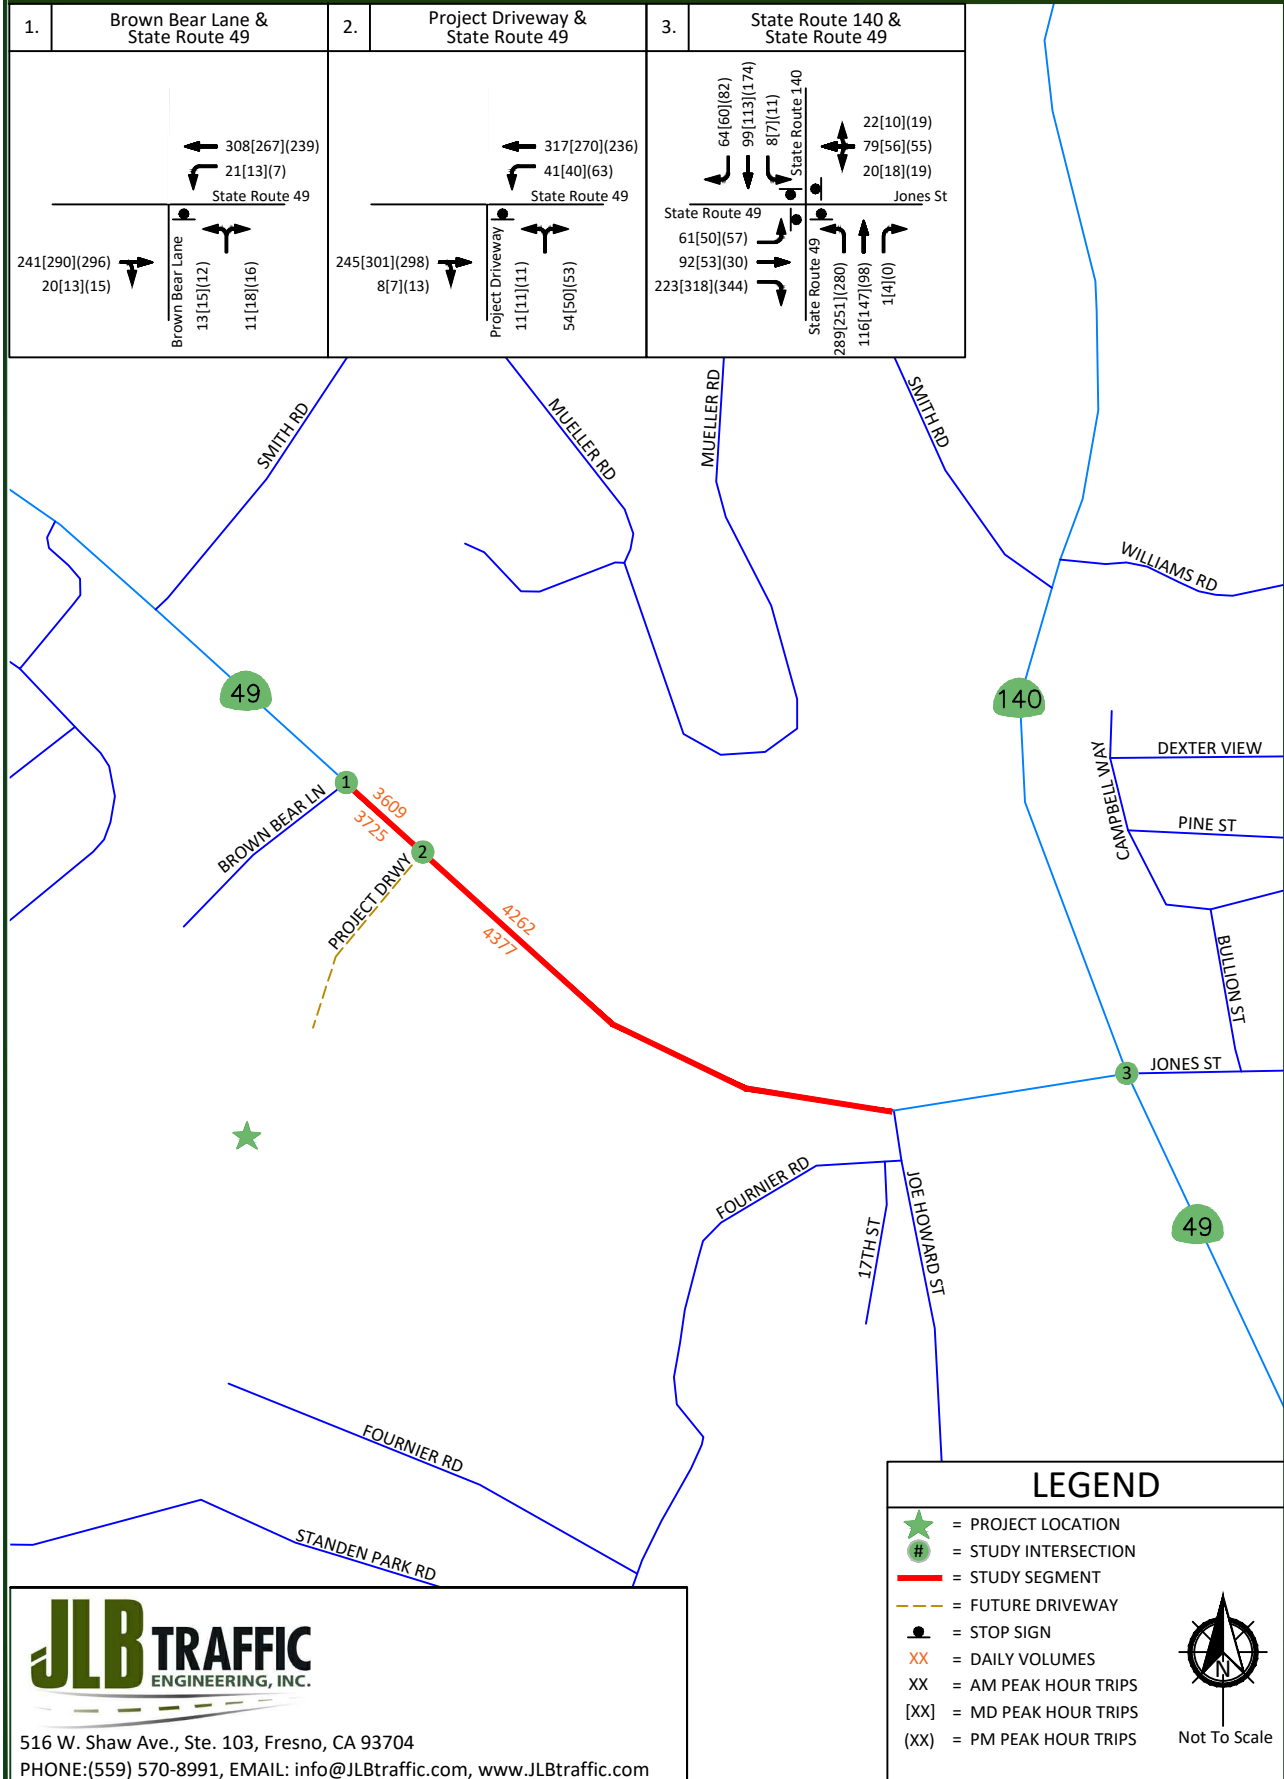 1.
Brown Bear Lane &
State Route 49
2.
Project Driveway &
State Route 49
3.
State Route 140 &
State Route 49
308[267](239)
21[13](7)
State Route 49
241[290](296)
20[13](15)
Brown Bear Lane
13[15](12)
11[18](16)
317[270](236)
41[40](63)
State Route 49
245[301](298)
8[7](13)
Project Driveway
11[11](11)
54[50](53)
64[60](82)
99[113](174)
8[7](11)
State Route 140
22[10](19)
79[56](55)
20[18](19)
State Route 49
Jones St
61[50](57)
92[53](30)
223[318](344)
State Route 49
289[251](280)
116[147](98)
1[4](0)
SMITH RD
MUELLER RD
MUELLER RD
SMITH RD
WILLIAMS RD
49
140
CAMPBELL WAY
DEXTER VIEW
1
3609
3725
BROWN BEAR LN
2
PINE ST
PROJECT DRWY
4262
4377
BULLION ST
3
JONES ST
FOURNIER RD
17TH ST
JOE HOWARD ST
49
FOURNIER RD
STANDEN PARK RD
LEGEND
= PROJECT LOCATION
# = STUDY INTERSECTION
= STUDY SEGMENT
= FUTURE DRIVEWAY
= STOP SIGN
XX = DAILY VOLUMES
XX = AM PEAK HOUR TRIPS
[XX] = MD PEAK HOUR TRIPS
(XX) = PM PEAK HOUR TRIPS
N
Not To Scale
JLB TRAFFIC
ENGINEERING, INC.
516 W. Shaw Ave., Ste. 103, Fresno, CA 93704
PHONE:(559) 570-8991, EMAIL: info@JLBtraffic.com, www.JLBtraffic.com